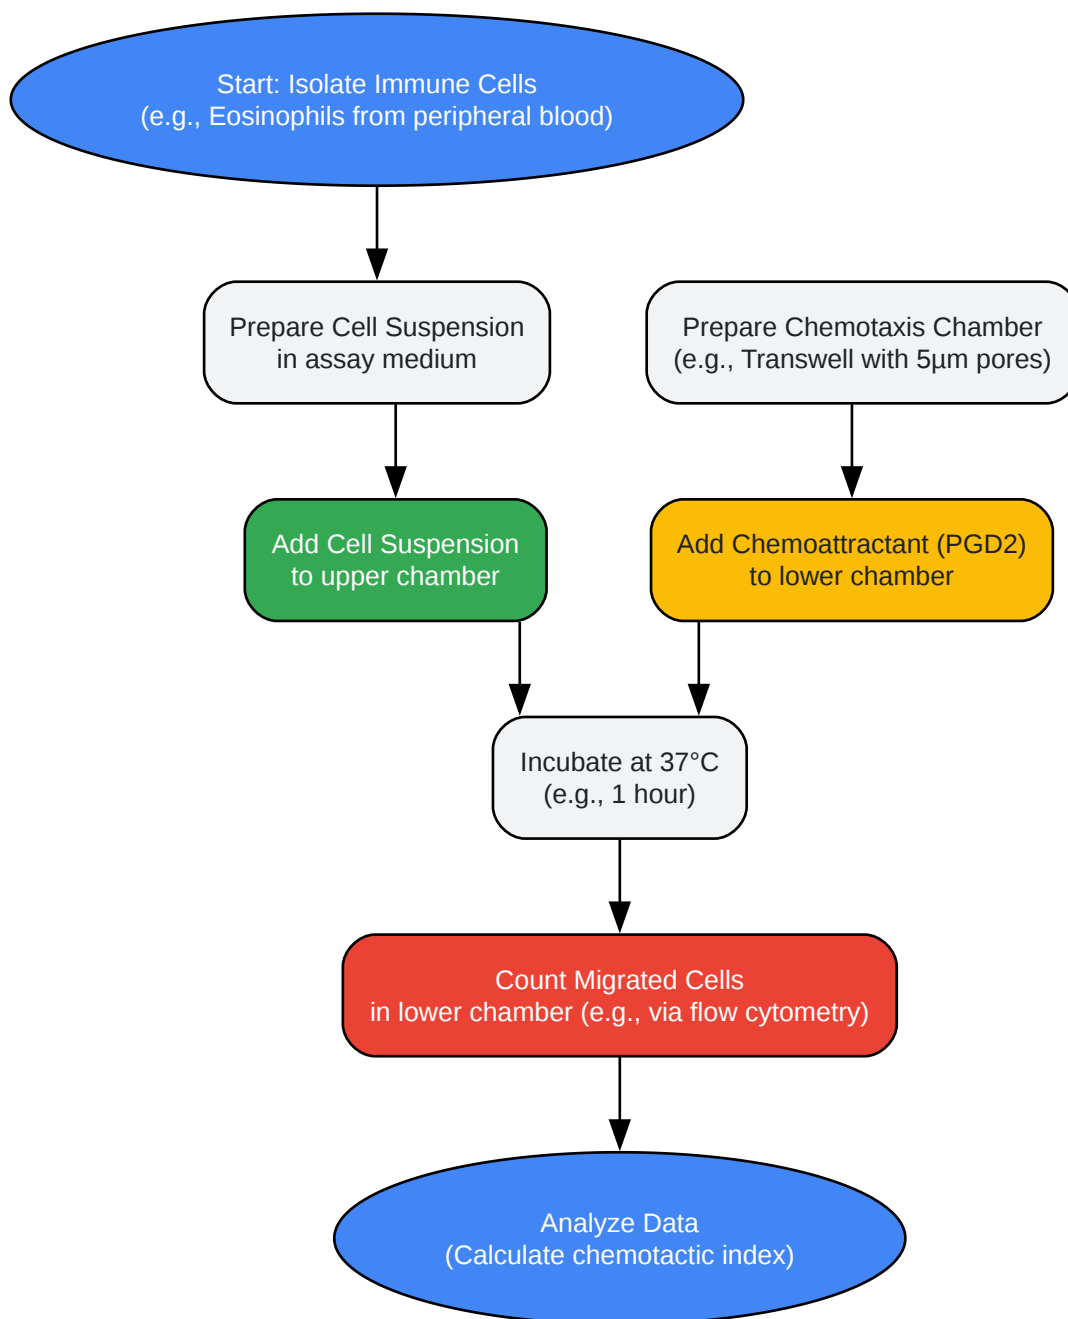 Start: Isolate Immune Cells
(e.g., Eosinophils from peripheral blood)
Prepare Cell Suspension
in assay medium
Prepare Chemotaxis Chamber
(e.g., Transwell with 5µm pores)
Add Cell Suspension
to upper chamber
Add Chemoattractant (PGD2)
to lower chamber
Incubate at 37°C
(e.g., 1 hour)
Count Migrated Cells
in lower chamber (e.g., via flow cytometry)
Analyze Data
(Calculate chemotactic index)